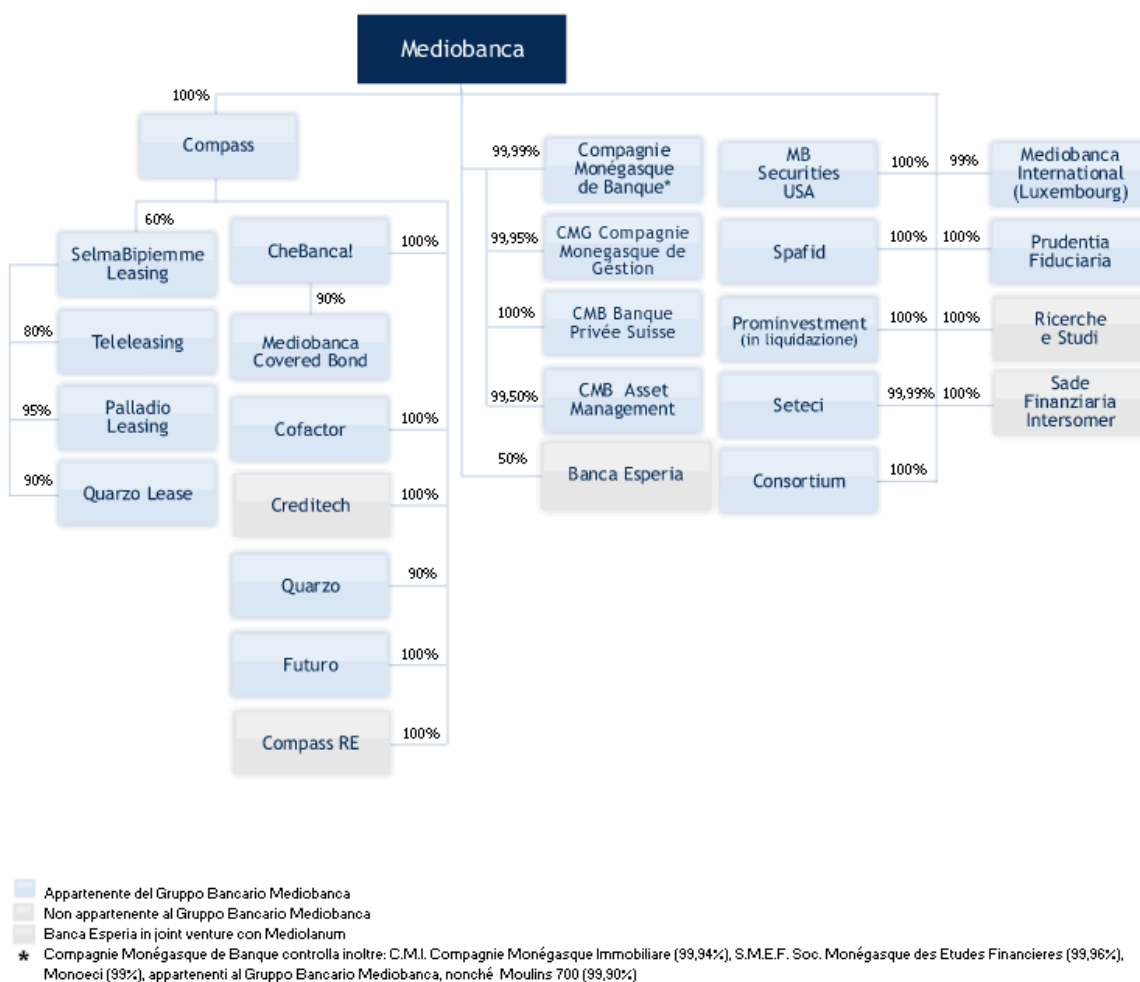 Mediobanca
100%
Compass
60%
SelmaBipiemme
Leasing
80%
Teleleasing
95%
Palladio
Leasing
90%
Quarzo Lease
CheBanca!
100%
90%
Mediobanca
Covered Bond
Cofactor
100%
Creditech
100%
Quarzo
90%
Futuro
100%
Compass RE
100%
99,99%
Compagnie
Monégasque
de Banque*
99,95%
CMG Compagnie
Monegasque de
Géstion
100%
CMB Banque
Privée Suisse
99,50%
CMB Asset
Management
50%
Banca Esperia
MB
Securities
USA
100%
Spafid
100%
Prominvestment
(in liquidazione)
100%
Seteci
99,99%
Consortium
100%
99%
Mediobanca
International
(Luxembourg)
100%
Prudentia
Fiduciaria
100%
Ricerche
e Studi
100%
Sade
Finanziaria
Intersomer
Appartenente del Gruppo Bancario Mediobanca
Non appartenente al Gruppo Bancario Mediobanca
Banca Esperia in joint venture con Mediolanum
* Compagnie Monégasque de Banque controlla inoltre: C.M.I. Compagnie Monégasque Immobiliare (99,94%), S.M.E.F. Soc. Monégasque des Etudes Financieres (99,96%),
Monoeci (99%), appartenenti al Gruppo Bancario Mediobanca, nonché Moulins 700 (99,90%)